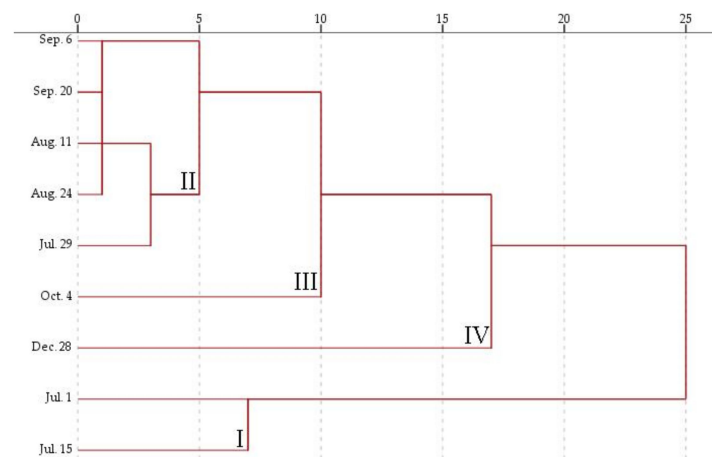 0 5 10 15 20 25
Sep. 6
Sep. 20
Aug. 11
Aug. 24
II
Jul. 29
Oct. 4
III
Dec. 28
IV
Jul. 1
Jul. 15
I